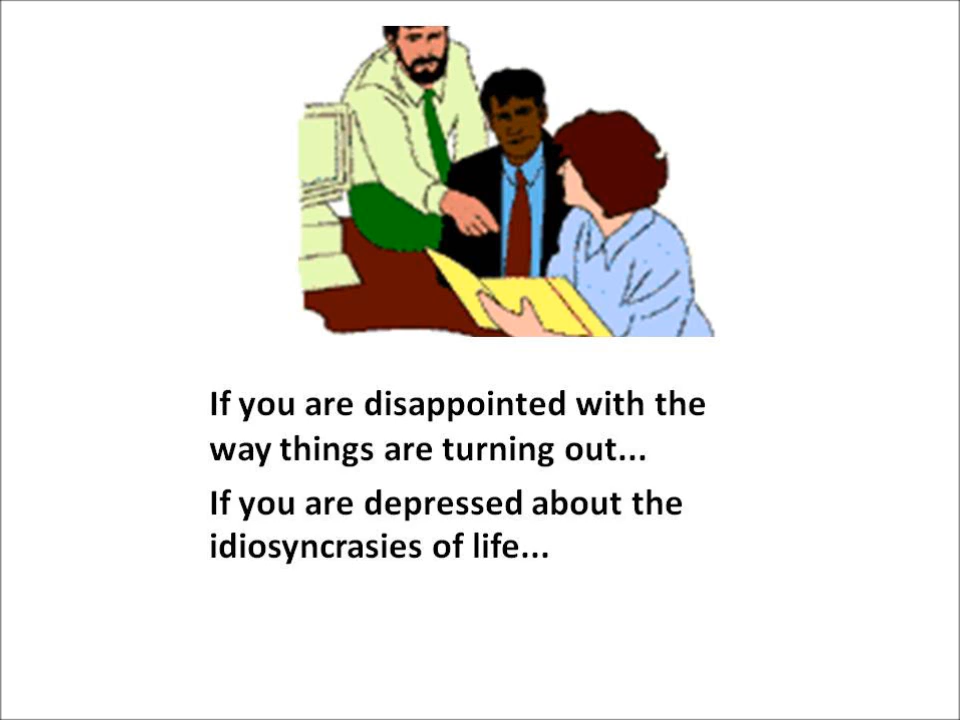 If you are disappointed with the
way things are turning out...
If you are depressed about the
idiosyncrasies of life...